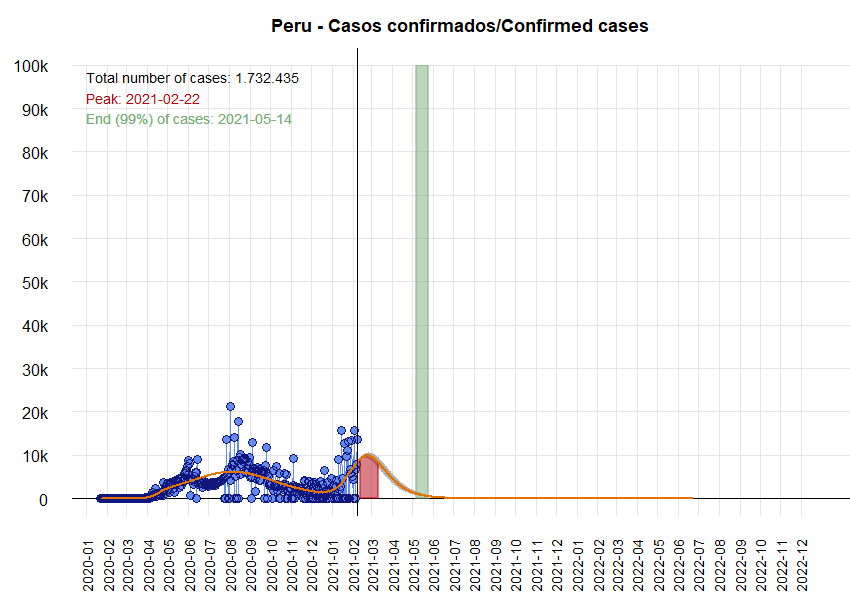 Peru - Casos confirmados/Confirmed cases
100k
90k
80k
70k
60k
50k
40k
30k
20k
10k
0
Total number of cases: 1.732.435
Peak: 2021-02-22
End (99%) of cases: 2021-05-14
2020-01
2020-02
2020-03
2020-04
2020-05
2020-06
2020-07
2020-08
2020-09
2020-10
2020-11
2020-12
2021-01
2021-02
2021-03
2021-04
2021-05
2021-06
2021-07
2021-08
2021-09
2021-10
2021-11
2021-12
2022-01
2022-02
2022-03
2022-04
2022-05
2022-06
2022-07
2022-08
2022-09
2022-10
2022-11
2022-12